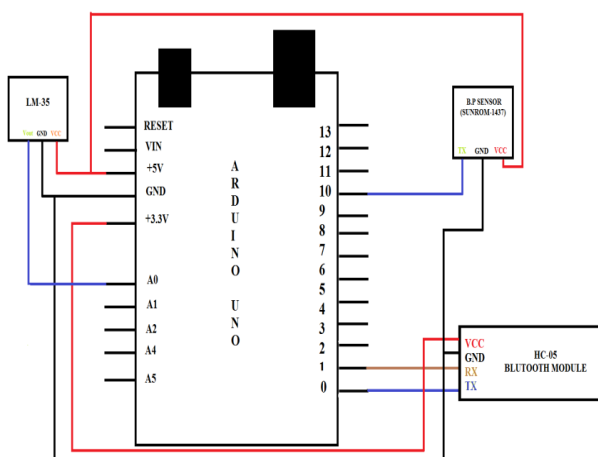 LM-35
Vout GND VCC
RESET
VIN
+5V
GND
+3.3V
A0
A1
A2
A4
A5
ARDUINO UNO
13
12
11
10
9
8
7
6
5
4
3
2
1
0
B.P SENSOR
(SUNROM-1437)
TX GND VCC
VCC
GND
RX
TX
HC-05
BLUTOOTH MODULE